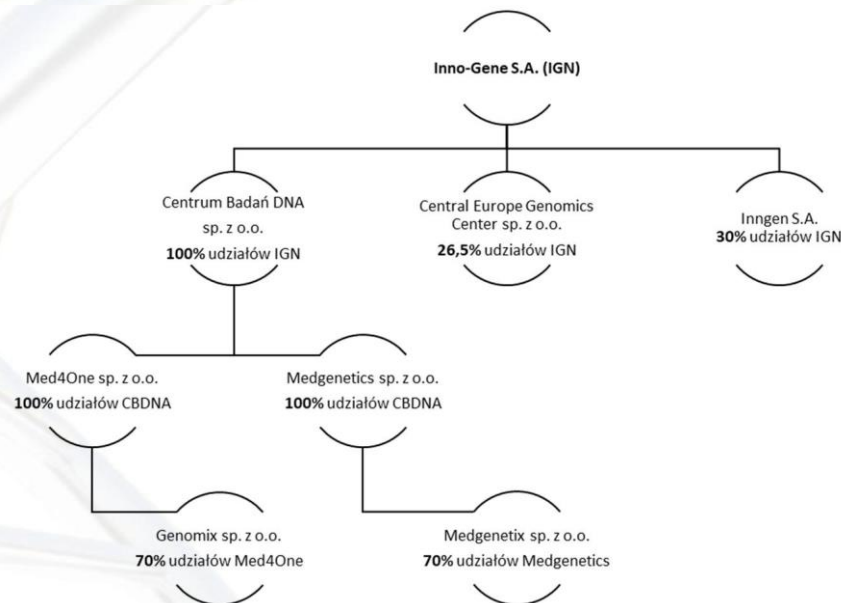 Inno-Gene S.A. (IGN)
Centrum Badań DNA
sp. z o.o.
100% udziałów IGN
Central Europe Genomics
Center sp. z o.o.
26,5% udziałów IGN
Inngen S.A.
30% udziałów IGN
Med4One sp. z o.o.
100% udziałów CBDNA
Medgenetics sp. z o.o.
100% udziałów CBDNA
Genomix sp. z o.o.
70% udziałów Med4One
Medgenetix sp. z o.o.
70% udziałów Medgenetics